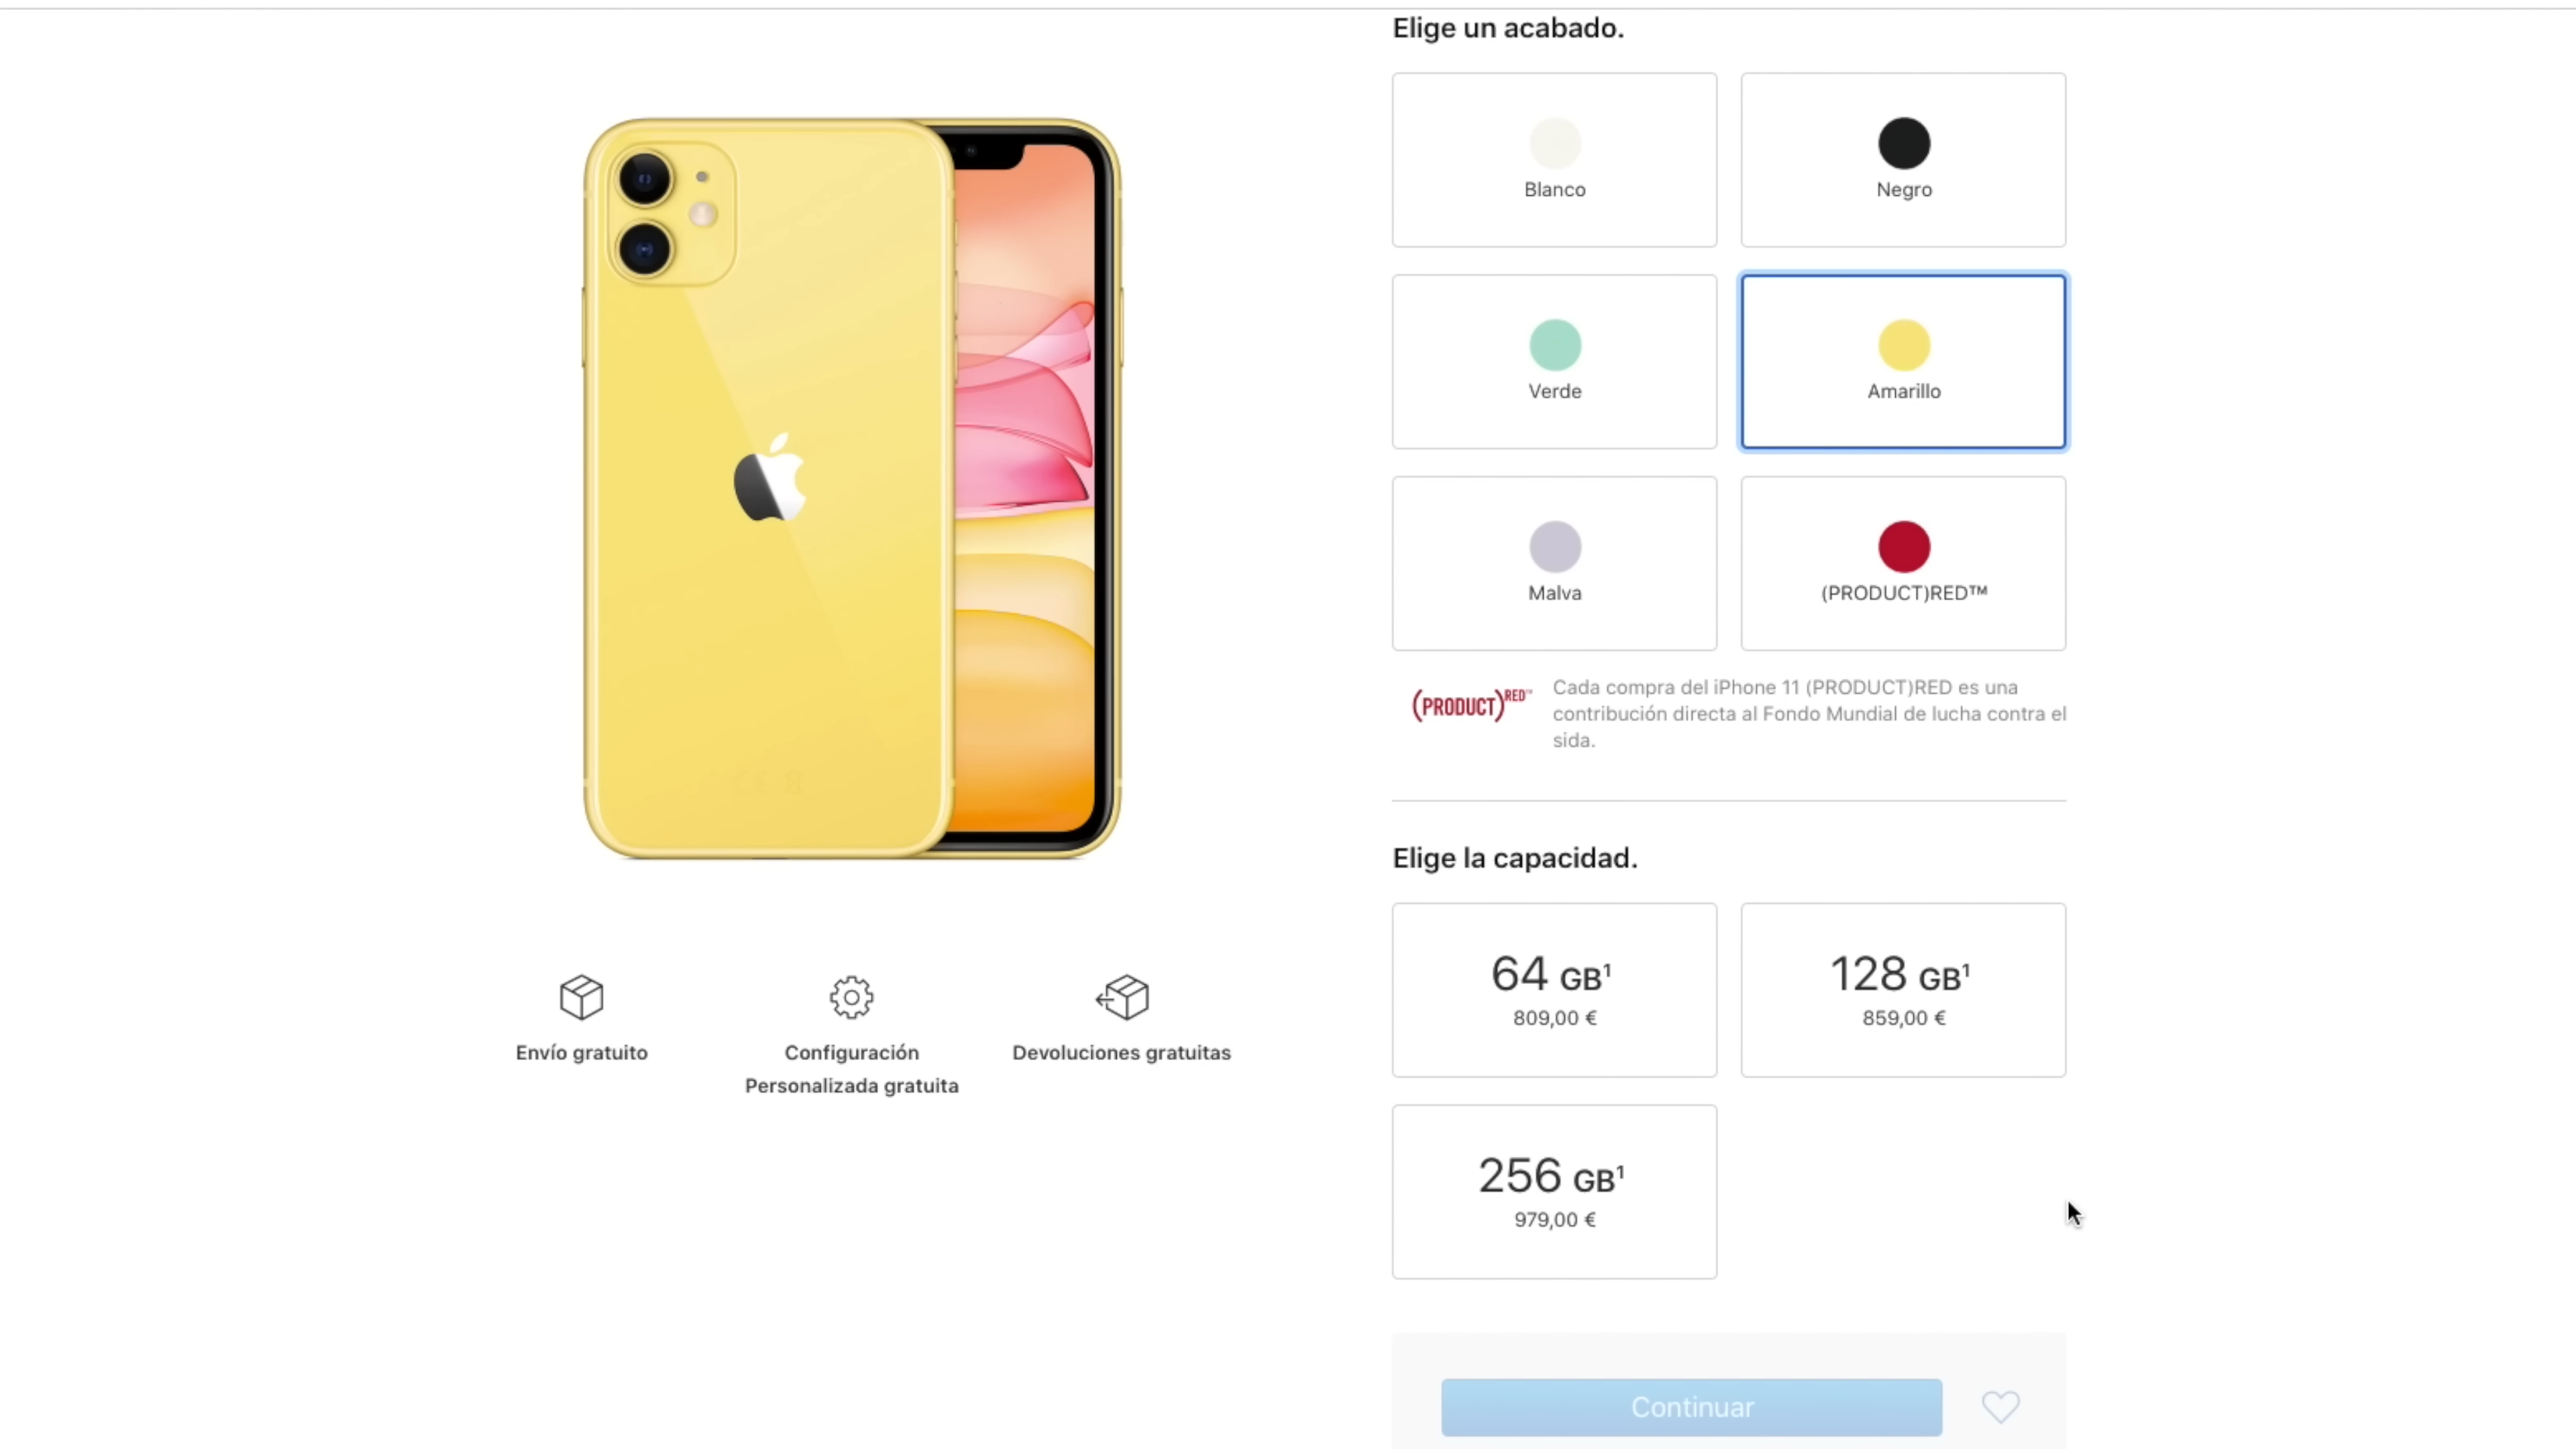 Elige un acabado.
Blanco
Negro
Verde
Amarillo
Malva
(PRODUCT)RED™
(PRODUCT)RED™
Cada compra del iPhone 11 (PRODUCT)RED es una
contribución directa al Fondo Mundial de lucha contra el
sida.
Elige la capacidad.
64 GB¹
809,00 €
128 GB¹
859,00 €
256 GB¹
979,00 €
Continuar
Envío gratuito
Configuración
Personalizada gratuita
Devoluciones gratuitas